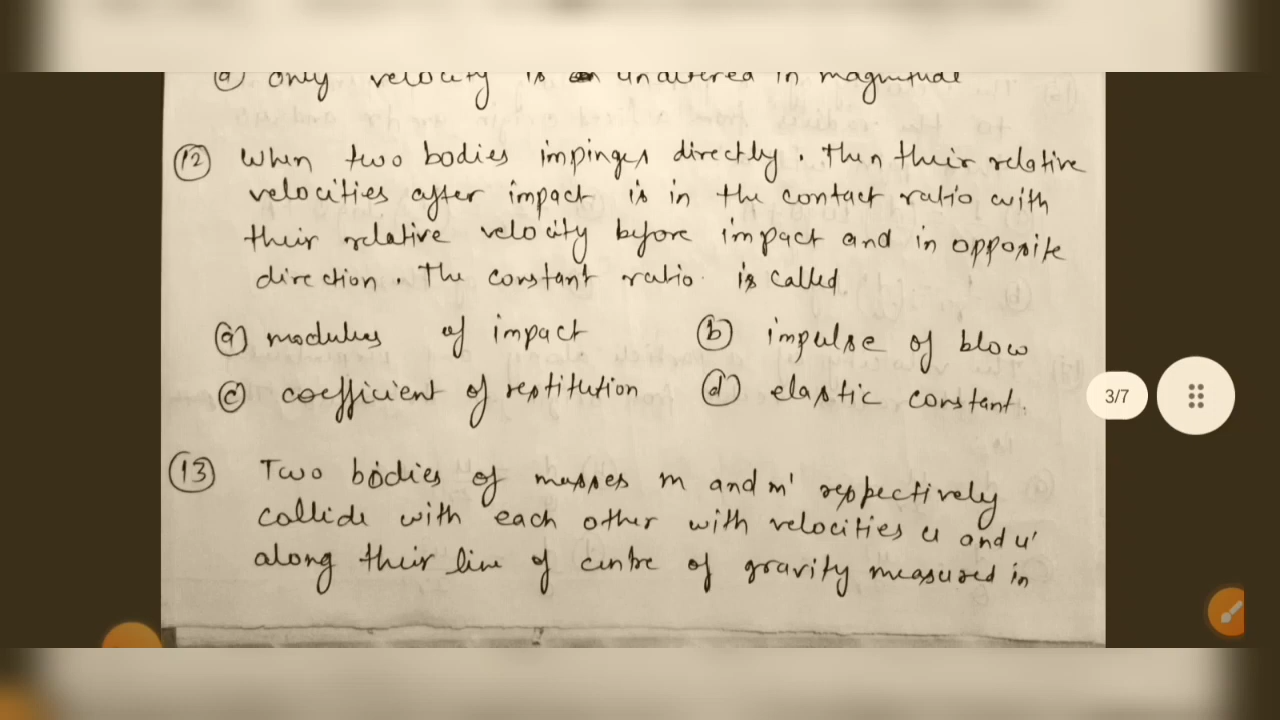 (d) only velocity is unaltered in magnitude
(12) When two bodies impinges directly. Then their relative
velocities after impact is in the contact ratio with
their relative velocity before impact and in opposite
direction. The constant ratio is called
(a) modulus of impact (b) impulse of blow
(c) coefficient of restitution (d) elastic constant.
3/7
(13) Two bodies of masses m and m' respectively
collide with each other with velocities u and u'
along their line of centre of gravity measured in